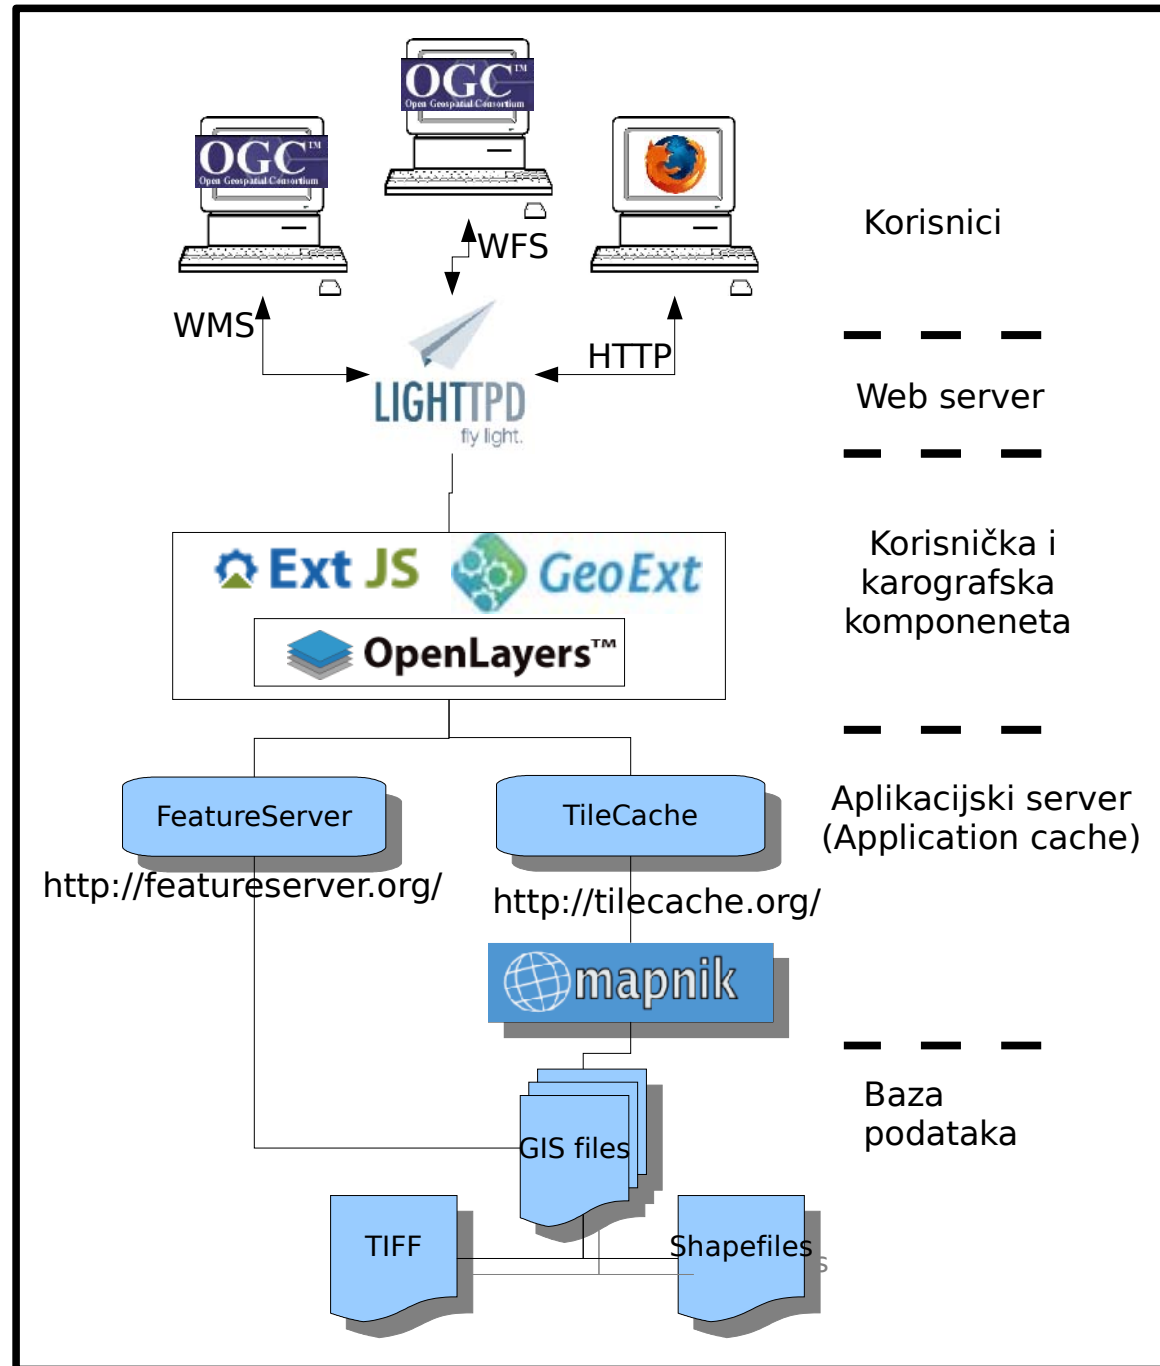 OGC™
Open Geospatial Consortium
OGC™
Open Geospatial Consortium
Korisnici
WFS
WMS
HTTP
LIGHTTPD
fly light.
Web server
Ext JS
GeoExt
OpenLayers™
Korisnička i
karografska
komponeneta
FeatureServer
TileCache
Aplikacijski server
(Application cache)
http://featureserver.org/
http://tilecache.org/
mapnik
Baza
podataka
GIS files
TIFF
Shapefiles